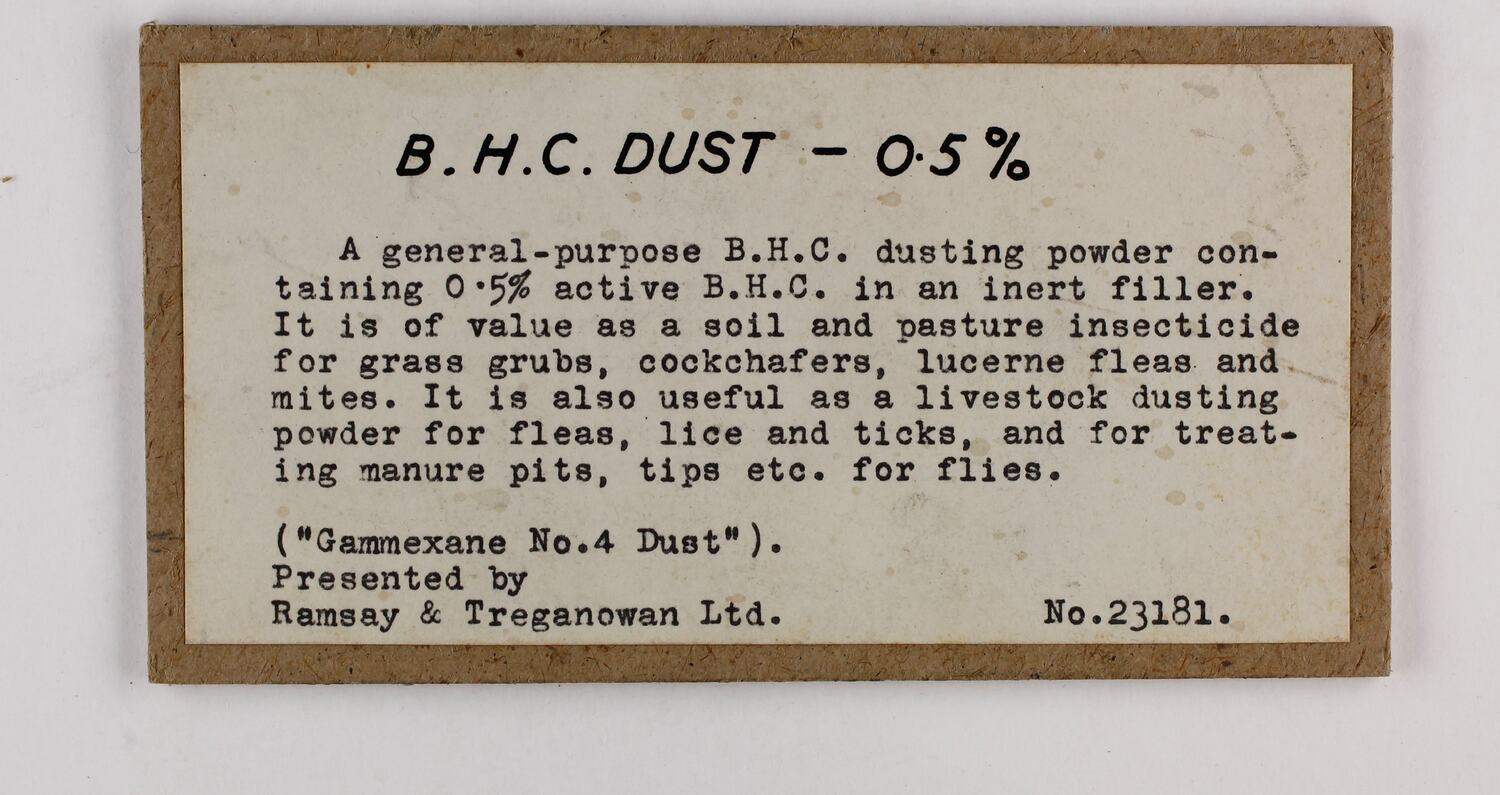 B.H.C. DUST - 0·5%
A general-purpose B.H.C. dusting powder con-
taining 0·5% active B.H.C. in an inert filler.
It is of value as a soil and pasture insecticide
for grass grubs, cockchafers, lucerne fleas and
mites. It is also useful as a livestock dusting
powder for fleas, lice and ticks, and for treat-
ing manure pits, tips etc. for flies.
("Gammexane No.4 Dust").
Presented by
Ramsay & Treganowan Ltd. No.23181.